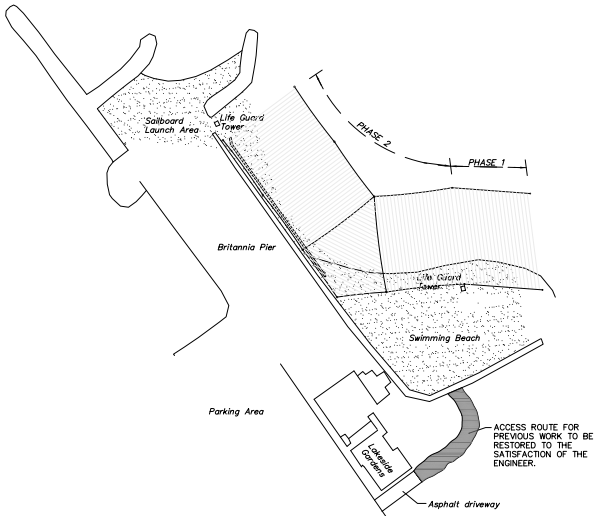 Sailboard
Launch Area
Life Guard
Tower
PHASE 2
PHASE 1
Britannia Pier
Life Guard
Tower
Swimming Beach
Parking Area
Lakeside
Gardens
ACCESS ROUTE FOR
PREVIOUS WORK TO BE
RESTORED TO THE
SATISFACTION OF THE
ENGINEER.
Asphalt driveway